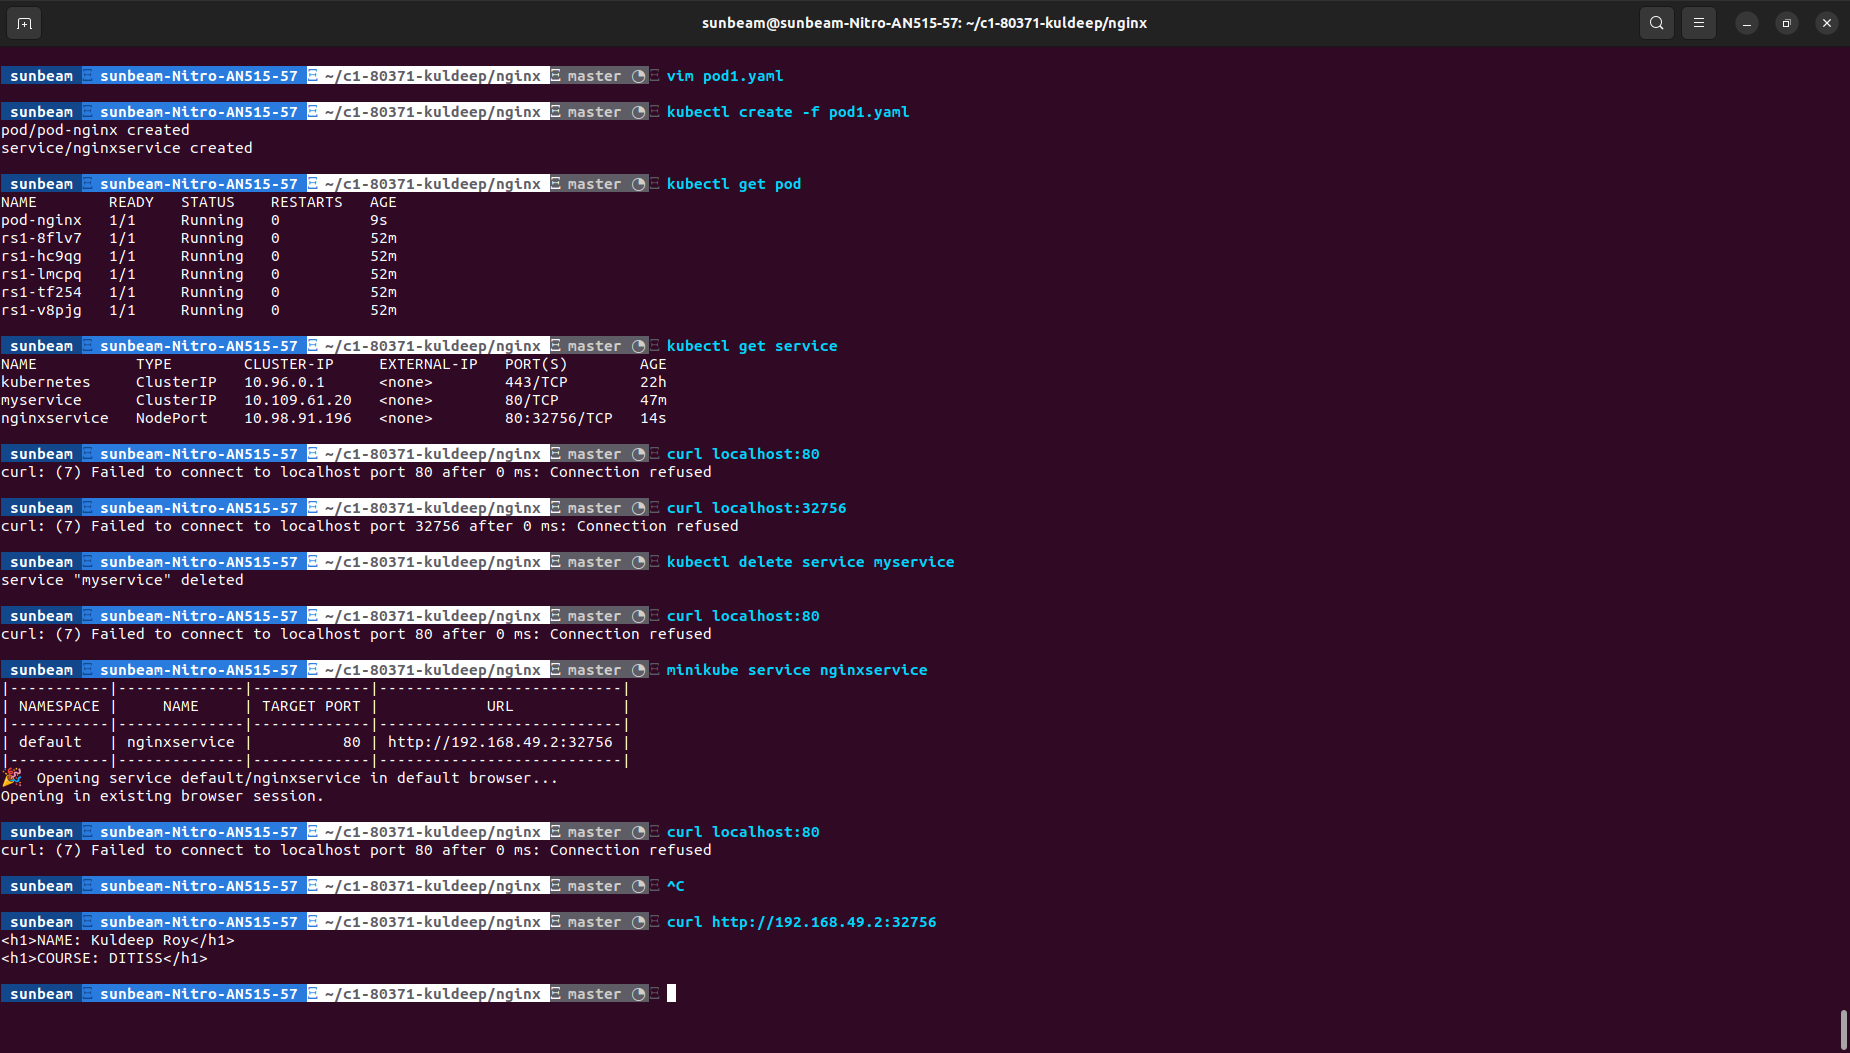 sunbeam@sunbeam-Nitro-AN515-57: ~/c1-80371-kuldeep/nginx
sunbeam sunbeam-Nitro-AN515-57 ~/c1-80371-kuldeep/nginx master vim pod1.yaml
sunbeam sunbeam-Nitro-AN515-57 ~/c1-80371-kuldeep/nginx master kubectl create -f pod1.yaml
pod/pod-nginx created
service/nginxservice created
sunbeam sunbeam-Nitro-AN515-57 ~/c1-80371-kuldeep/nginx master kubectl get pod
NAME        READY   STATUS    RESTARTS   AGE
pod-nginx   1/1     Running   0          9s
rs1-8flv7   1/1     Running   0          52m
rs1-hc9qg   1/1     Running   0          52m
rs1-lmcpq   1/1     Running   0          52m
rs1-tf254   1/1     Running   0          52m
rs1-v8pjg   1/1     Running   0          52m
sunbeam sunbeam-Nitro-AN515-57 ~/c1-80371-kuldeep/nginx master kubectl get service
NAME           TYPE        CLUSTER-IP     EXTERNAL-IP   PORT(S)        AGE
kubernetes     ClusterIP   10.96.0.1      <none>        443/TCP        22h
myservice      ClusterIP   10.109.61.20   <none>        80/TCP         47m
nginxservice   NodePort    10.98.91.196   <none>        80:32756/TCP   14s
sunbeam sunbeam-Nitro-AN515-57 ~/c1-80371-kuldeep/nginx master curl localhost:80
curl: (7) Failed to connect to localhost port 80 after 0 ms: Connection refused
sunbeam sunbeam-Nitro-AN515-57 ~/c1-80371-kuldeep/nginx master curl localhost:32756
curl: (7) Failed to connect to localhost port 32756 after 0 ms: Connection refused
sunbeam sunbeam-Nitro-AN515-57 ~/c1-80371-kuldeep/nginx master kubectl delete service myservice
service "myservice" deleted
sunbeam sunbeam-Nitro-AN515-57 ~/c1-80371-kuldeep/nginx master curl localhost:80
curl: (7) Failed to connect to localhost port 80 after 0 ms: Connection refused
sunbeam sunbeam-Nitro-AN515-57 ~/c1-80371-kuldeep/nginx master minikube service nginxservice
|-----------|--------------|-------------|---------------------------|
| NAMESPACE |     NAME     | TARGET PORT |            URL            |
|-----------|--------------|-------------|---------------------------|
| default   | nginxservice |          80 | http://192.168.49.2:32756 |
|-----------|--------------|-------------|---------------------------|
🎉  Opening service default/nginxservice in default browser...
Opening in existing browser session.
sunbeam sunbeam-Nitro-AN515-57 ~/c1-80371-kuldeep/nginx master curl localhost:80
curl: (7) Failed to connect to localhost port 80 after 0 ms: Connection refused
sunbeam sunbeam-Nitro-AN515-57 ~/c1-80371-kuldeep/nginx master ^C
sunbeam sunbeam-Nitro-AN515-57 ~/c1-80371-kuldeep/nginx master curl http://192.168.49.2:32756
<h1>NAME: Kuldeep Roy</h1>
<h1>COURSE: DITISS</h1>
sunbeam sunbeam-Nitro-AN515-57 ~/c1-80371-kuldeep/nginx master